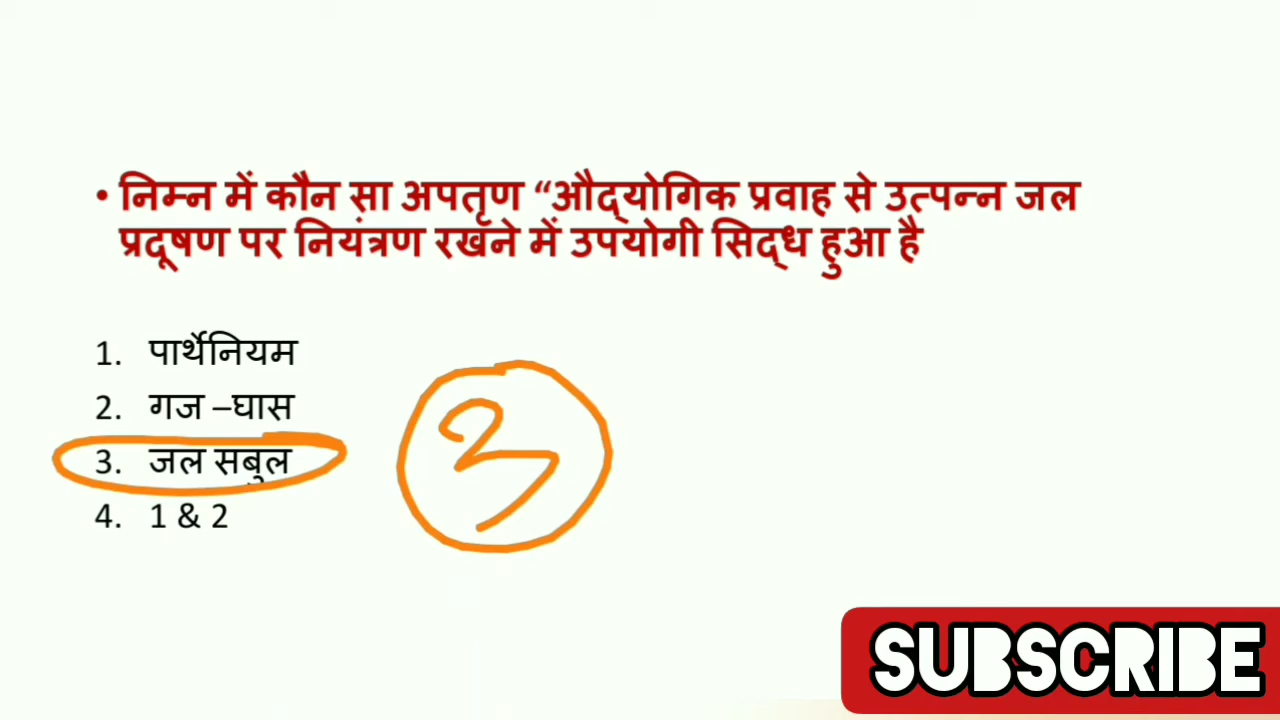 • निम्न में कौन सा अपतृण “औद्योगिक प्रवाह से उत्पन्न जल
प्रदूषण पर नियंत्रण रखने में उपयोगी सिद्ध हुआ है
1. पार्थेनियम
2. गज –घास
3. जल सबुल
4. 1 & 2
3
SUBSCRIBE